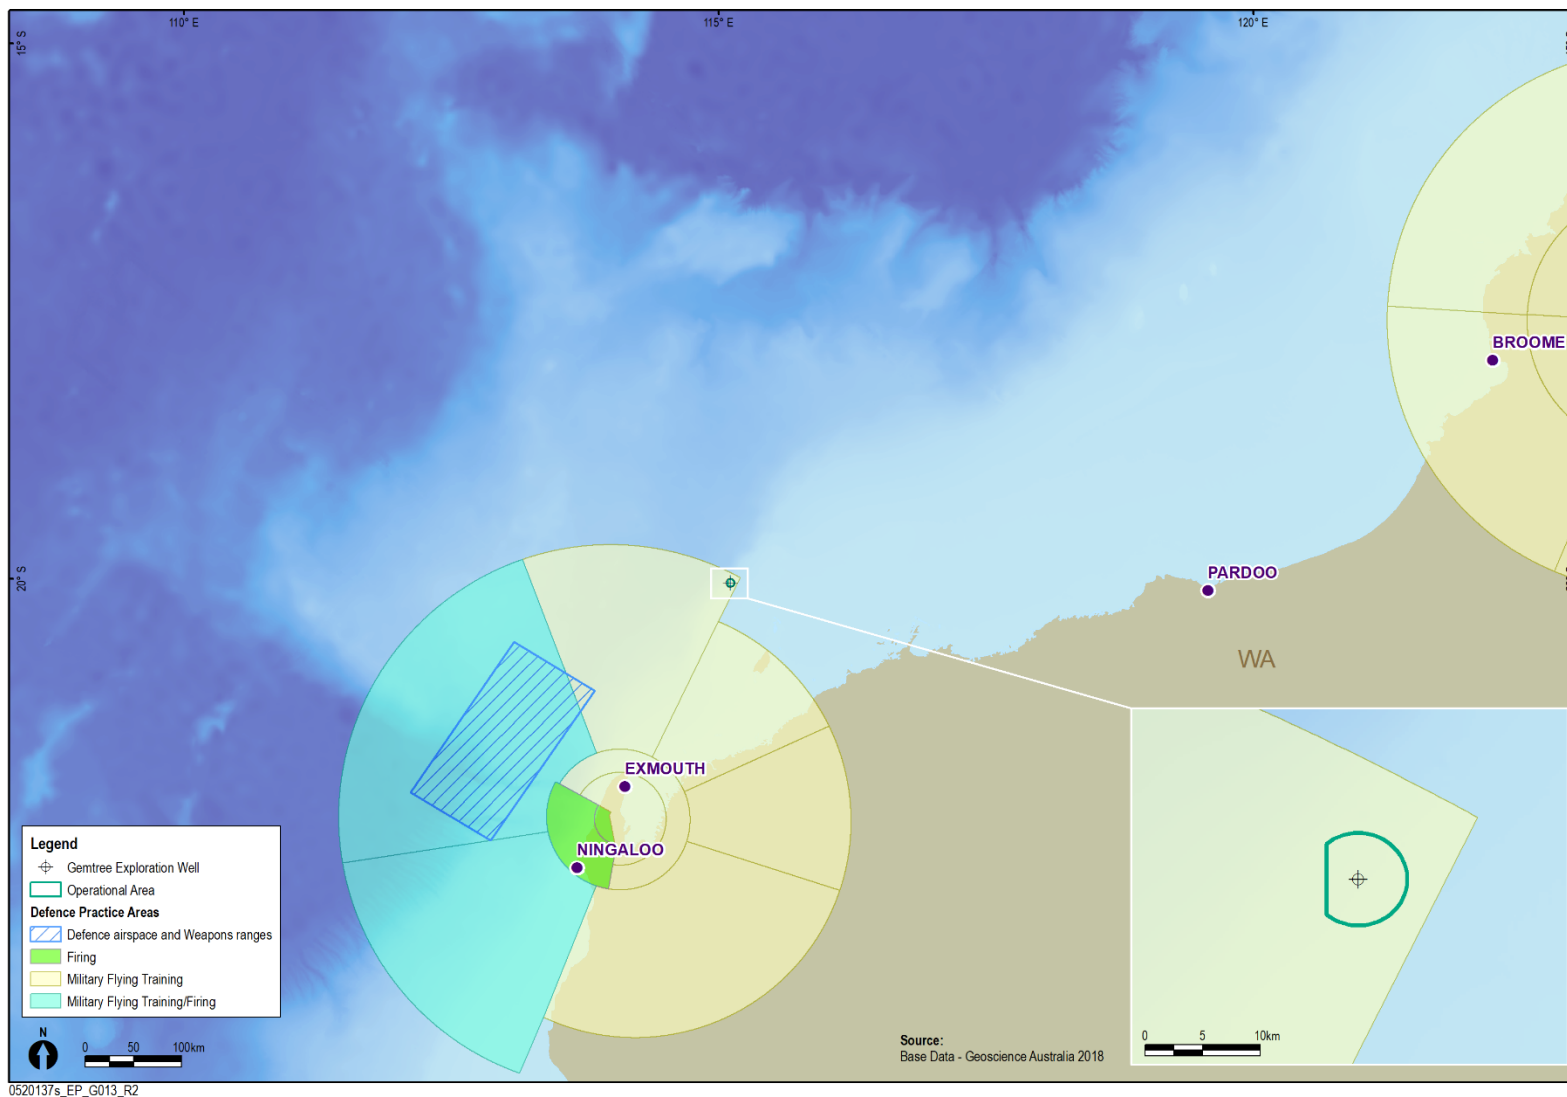 110° E
115° E
120° E
15° S
20° S
BROOME
PARDOO
WA
EXMOUTH
NINGALOO
Legend
Gemtree Exploration Well
Operational Area
Defence Practice Areas
Defence airspace and Weapons ranges
Firing
Military Flying Training
Military Flying Training/Firing
N
0 50 100km
Source:
Base Data - Geoscience Australia 2018
0 5 10km
0520137s_EP_G013_R2